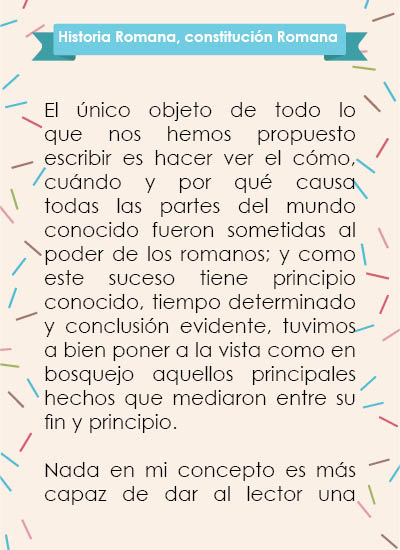 Historia Romana, constitución Romana
El único objeto de todo lo
que nos hemos propuesto
escribir es hacer ver el cómo,
cuándo y por qué causa
todas las partes del mundo
conocido fueron sometidas al
poder de los romanos; y como
este suceso tiene principio
conocido, tiempo determinado
y conclusión evidente, tuvimos
a bien poner a la vista como en
bosquejo aquellos principales
hechos que mediaron entre su
fin y principio.
Nada en mi concepto es más
capaz de dar al lector una